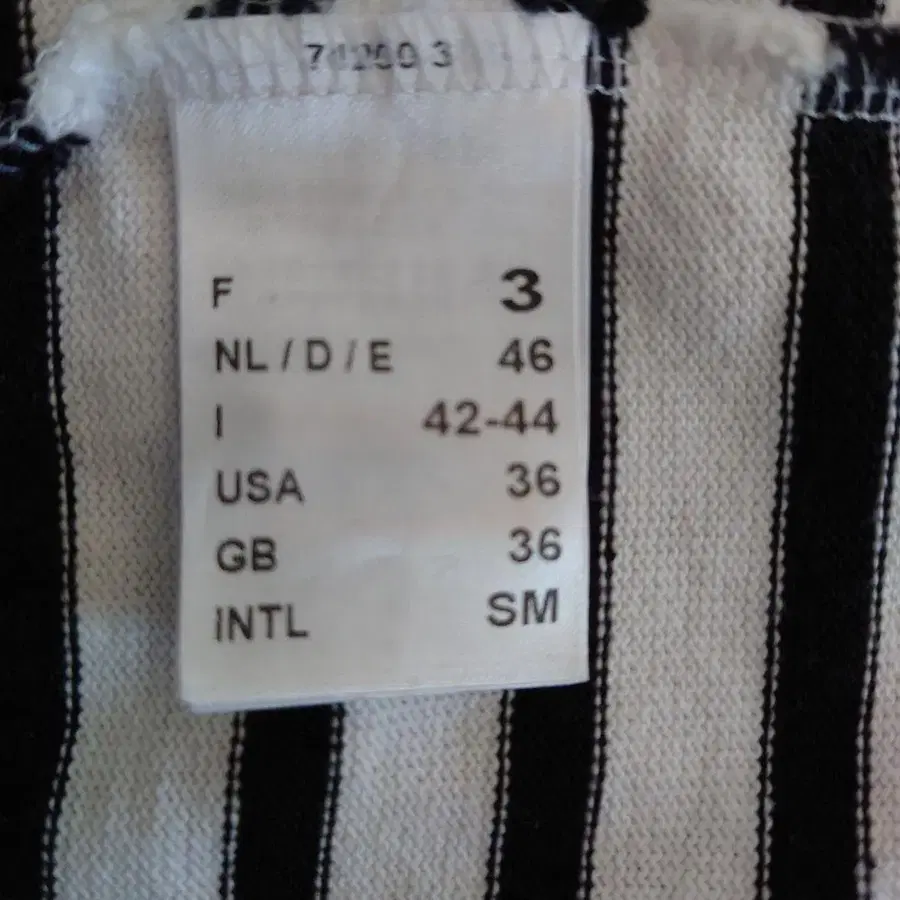 F 3
NL / D / E 46
I 42-44
USA 36
GB 36
INTL SM